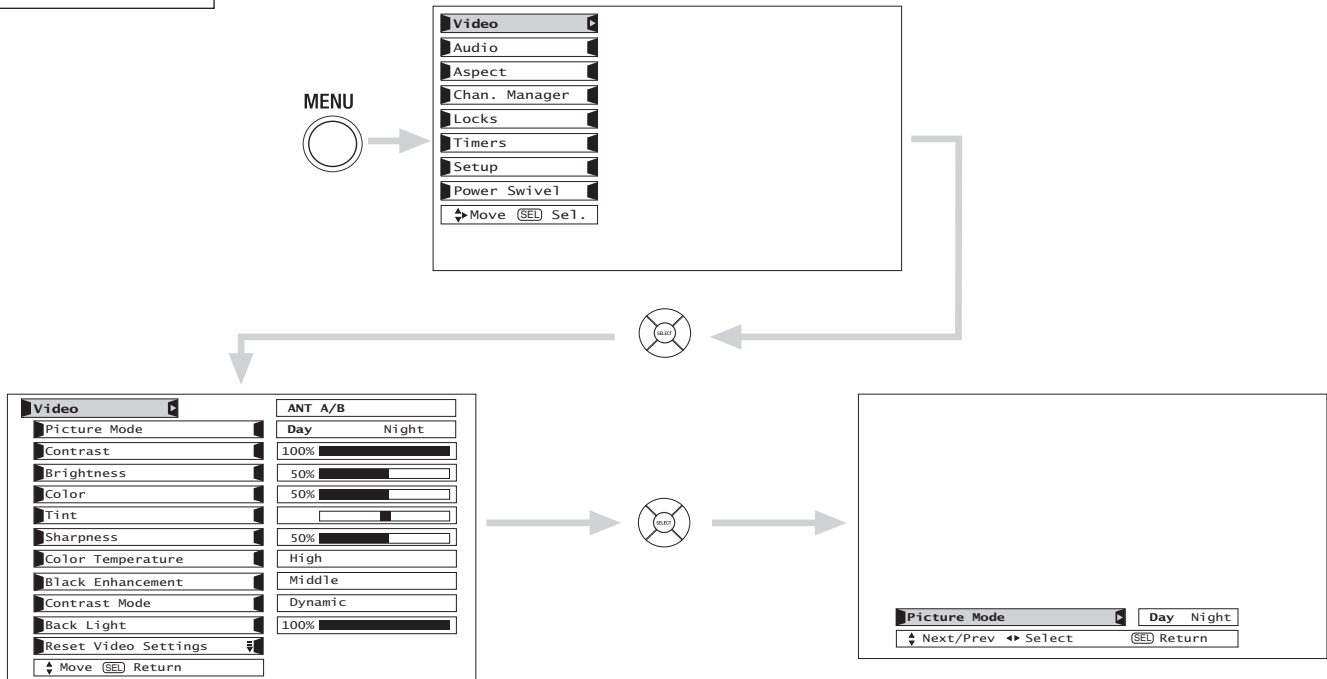 Video
Audio
Aspect
MENU
Chan. Manager
Locks
Timers
Setup
Power Swivel
Move SEL Sel.
SELECT
Video ANT A/B
Picture Mode Day Night
Contrast 100%
Brightness 50%
Color 50%
Tint
Sharpness 50%
Color Temperature High
Black Enhancement Middle
Contrast Mode Dynamic
Back Light 100%
Reset Video Settings
Move SEL Return
SELECT
Picture Mode Day Night
Next/Prev Select SEL Return